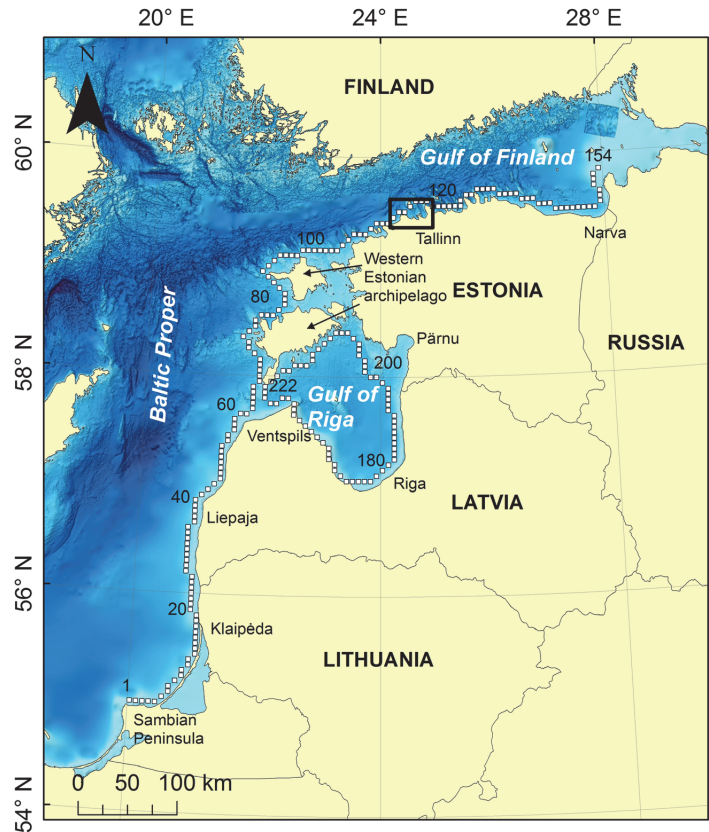 20° E
24° E
28° E
N
FINLAND
60° N
Gulf of Finland
154
120
100
Tallinn
Narva
Western
Estonian
archipelago
80
ESTONIA
Baltic Proper
Pärnu
RUSSIA
58° N
200
222
Gulf of
Riga
60
Ventspils
180
Riga
40
LATVIA
Liepaja
56° N
20
Klaipėda
LITHUANIA
1
Sambian
Peninsula
0 50 100 km
54° N